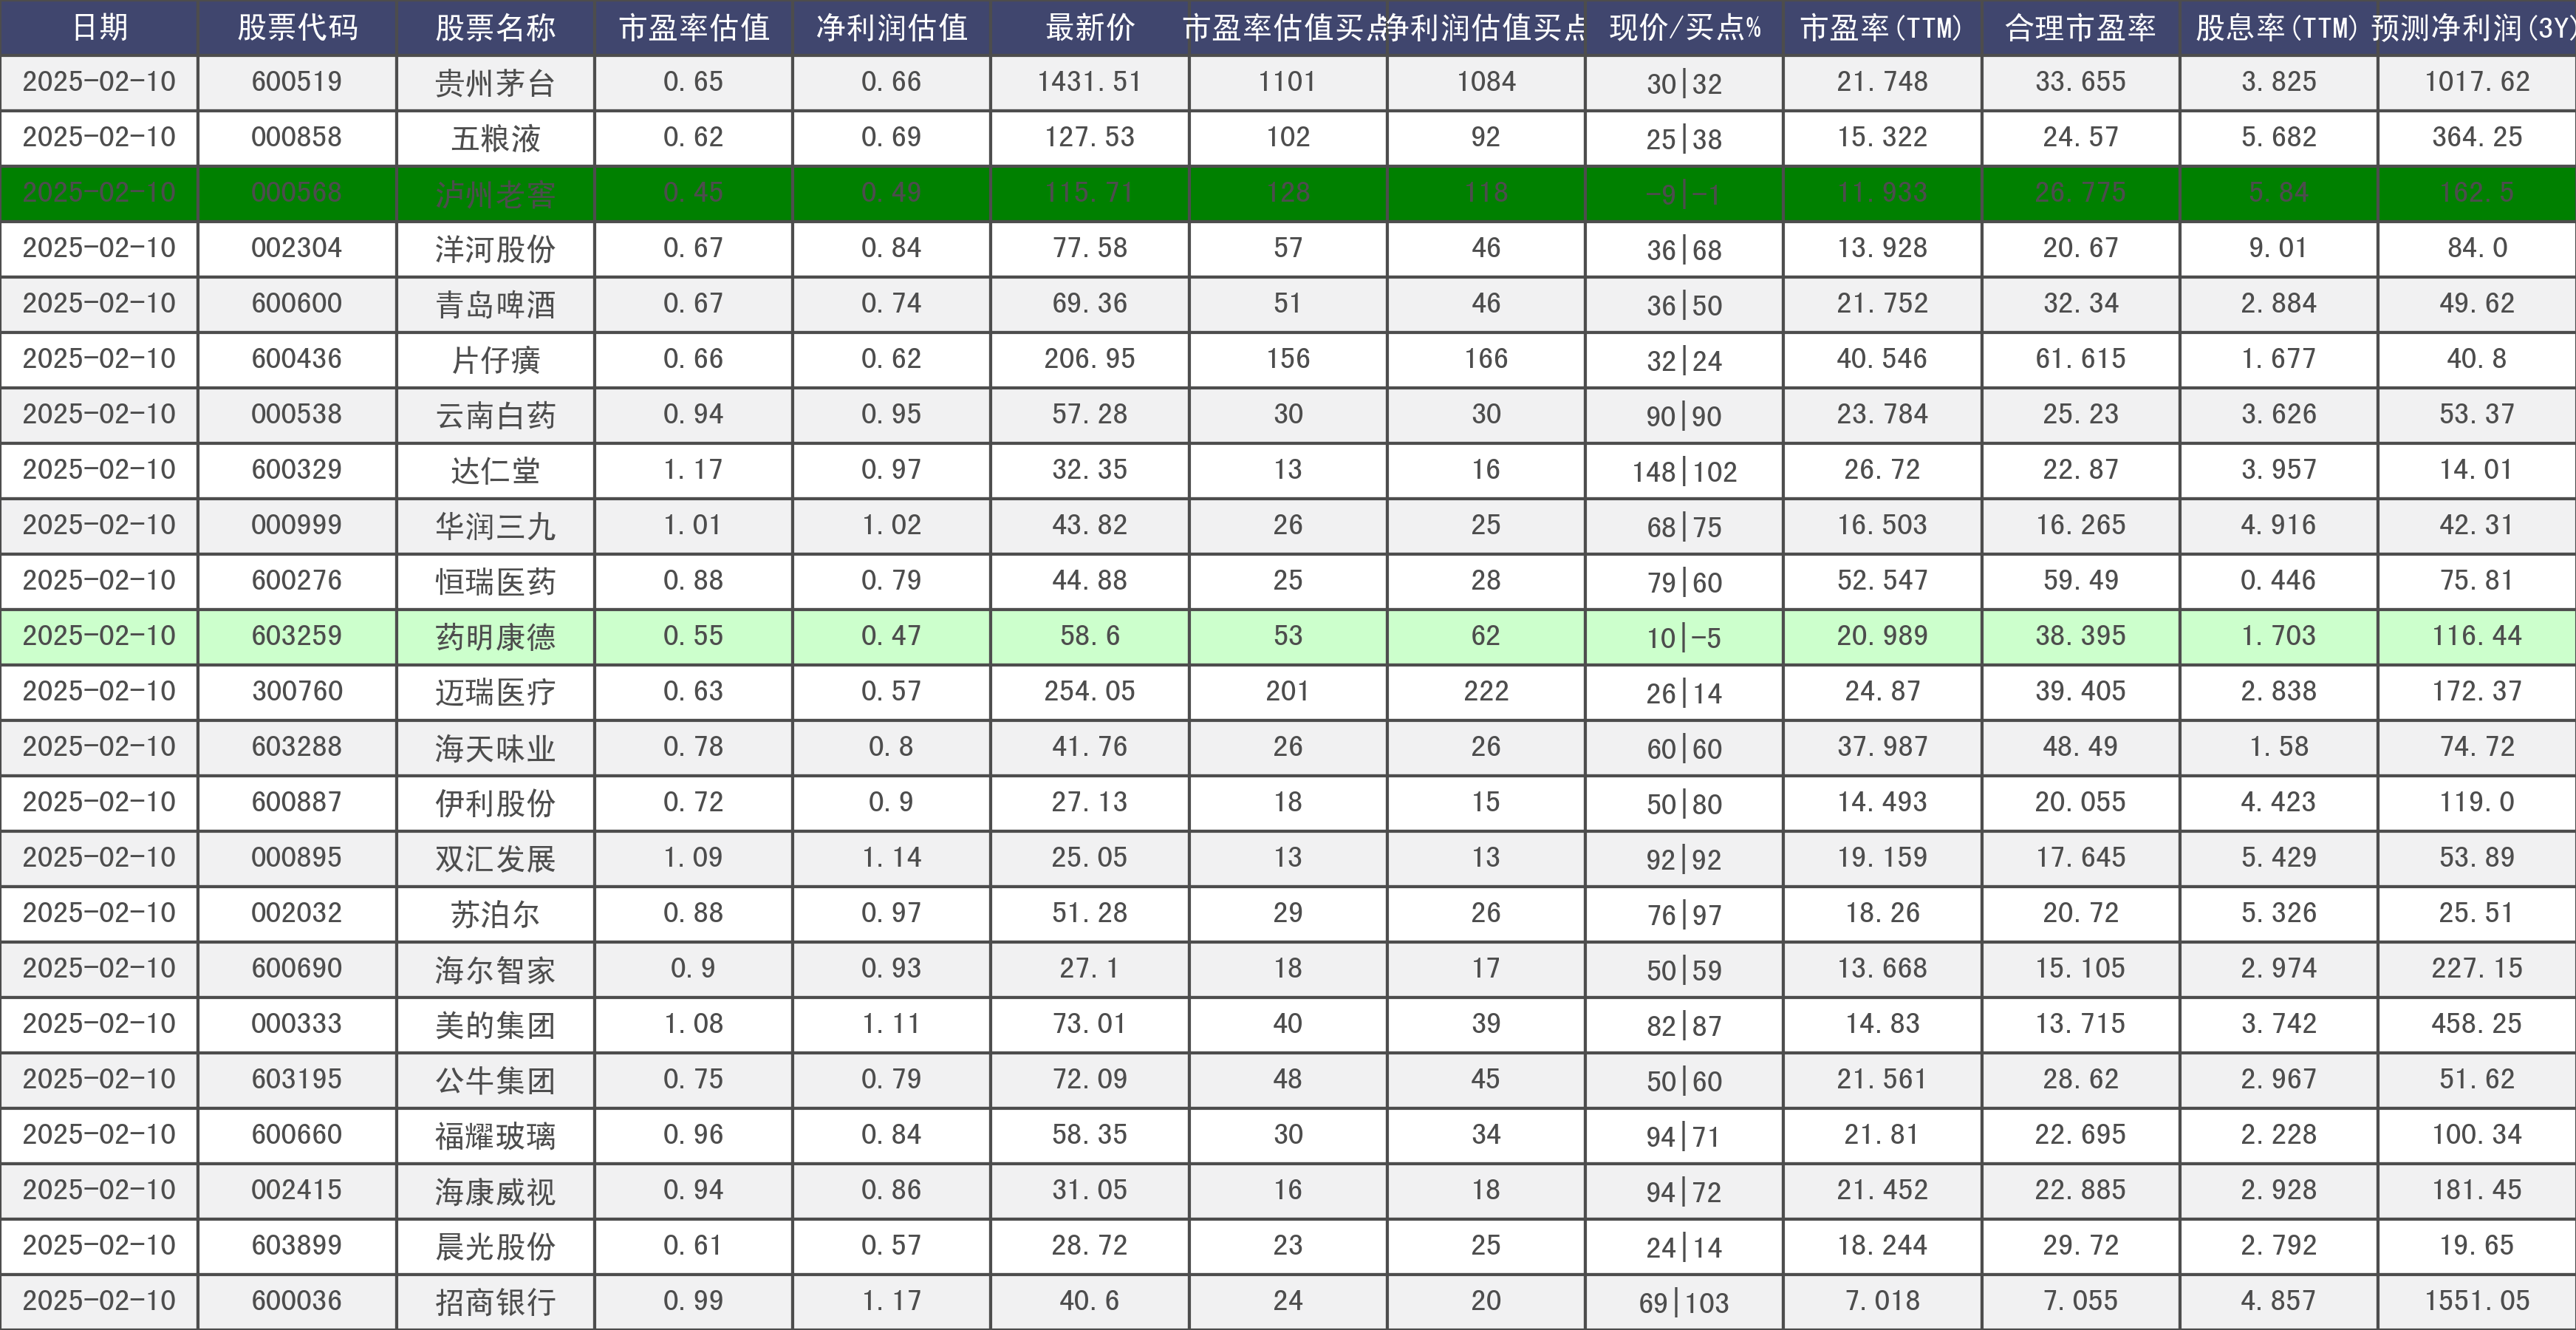 日期 股票代码 股票名称 市盈率估值 净利润估值 最新价 市盈率估值买点 净利润估值买点 现价/买点% 市盈率(TTM) 合理市盈率 股息率(TTM) 预测净利润(3Y)
2025-02-10 600519 贵州茅台 0.65 0.66 1431.51 1101 1084 30|32 21.748 33.655 3.825 1017.62
2025-02-10 000858 五粮液 0.62 0.69 127.53 102 92 25|38 15.322 24.57 5.682 364.25
2025-02-10 000568 泸州老窖 0.45 0.49 115.71 128 118 -9|-1 11.933 26.775 5.84 162.5
2025-02-10 002304 洋河股份 0.67 0.84 77.58 57 46 36|68 13.928 20.67 9.01 84.0
2025-02-10 600600 青岛啤酒 0.67 0.74 69.36 51 46 36|50 21.752 32.34 2.884 49.62
2025-02-10 600436 片仔癀 0.66 0.62 206.95 156 166 32|24 40.546 61.615 1.677 40.8
2025-02-10 000538 云南白药 0.94 0.95 57.28 30 30 90|90 23.784 25.23 3.626 53.37
2025-02-10 600329 达仁堂 1.17 0.97 32.35 13 16 148|102 26.72 22.87 3.957 14.01
2025-02-10 000999 华润三九 1.01 1.02 43.82 26 25 68|75 16.503 16.265 4.916 42.31
2025-02-10 600276 恒瑞医药 0.88 0.79 44.88 25 28 79|60 52.547 59.49 0.446 75.81
2025-02-10 603259 药明康德 0.55 0.47 58.6 53 62 10|-5 20.989 38.395 1.703 116.44
2025-02-10 300760 迈瑞医疗 0.63 0.57 254.05 201 222 26|14 24.87 39.405 2.838 172.37
2025-02-10 603288 海天味业 0.78 0.8 41.76 26 26 60|60 37.987 48.49 1.58 74.72
2025-02-10 600887 伊利股份 0.72 0.9 27.13 18 15 50|80 14.493 20.055 4.423 119.0
2025-02-10 000895 双汇发展 1.09 1.14 25.05 13 13 92|92 19.159 17.645 5.429 53.89
2025-02-10 002032 苏泊尔 0.88 0.97 51.28 29 26 76|97 18.26 20.72 5.326 25.51
2025-02-10 600690 海尔智家 0.9 0.93 27.1 18 17 50|59 13.668 15.105 2.974 227.15
2025-02-10 000333 美的集团 1.08 1.11 73.01 40 39 82|87 14.83 13.715 3.742 458.25
2025-02-10 603195 公牛集团 0.75 0.79 72.09 48 45 50|60 21.561 28.62 2.967 51.62
2025-02-10 600660 福耀玻璃 0.96 0.84 58.35 30 34 94|71 21.81 22.695 2.228 100.34
2025-02-10 002415 海康威视 0.94 0.86 31.05 16 18 94|72 21.452 22.885 2.928 181.45
2025-02-10 603899 晨光股份 0.61 0.57 28.72 23 25 24|14 18.244 29.72 2.792 19.65
2025-02-10 600036 招商银行 0.99 1.17 40.6 24 20 69|103 7.018 7.055 4.857 1551.05